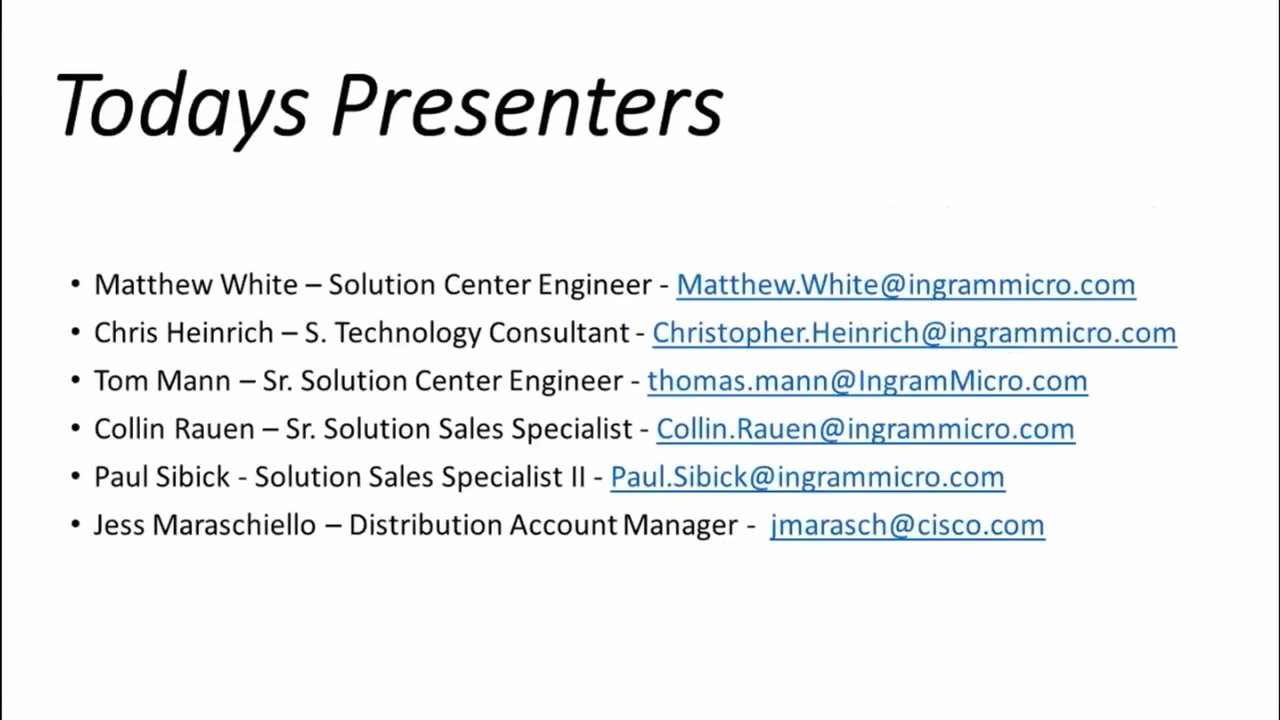 Todays Presenters
• Matthew White – Solution Center Engineer - Matthew.White@ingrammicro.com
• Chris Heinrich – S. Technology Consultant - Christopher.Heinrich@ingrammicro.com
• Tom Mann – Sr. Solution Center Engineer - thomas.mann@IngramMicro.com
• Collin Rauen – Sr. Solution Sales Specialist - Collin.Rauen@ingrammicro.com
• Paul Sibick - Solution Sales Specialist II - Paul.Sibick@ingrammicro.com
• Jess Maraschiello – Distribution Account Manager - jmarasch@cisco.com